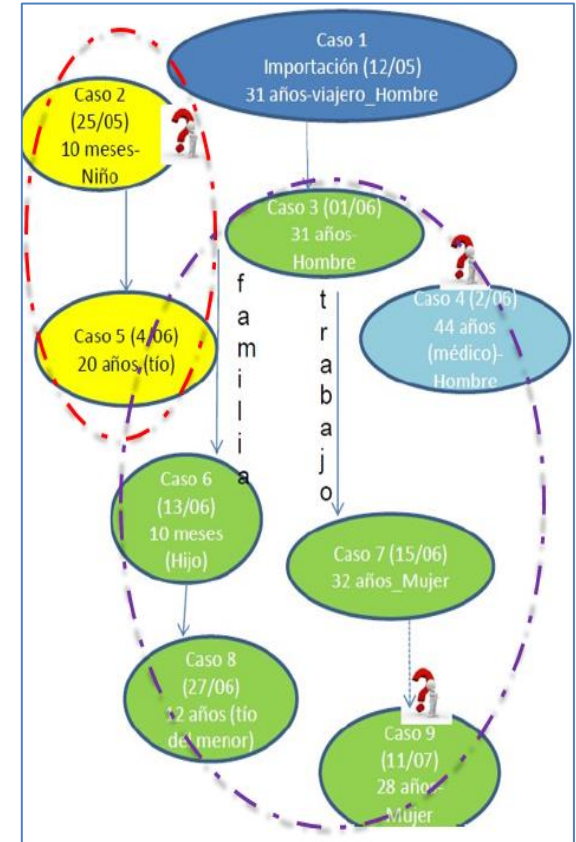 Caso 1
Importación (12/05)
31 años-viajero_Hombre
Caso 2
(25/05)
10 meses-
Niño
Caso 3 (01/06)
31 años-
Hombre
Caso 4 (2/06)
44 años
(médico)-
Hombre
Caso 5 (4/06)
20 años (tío)
familia
trabajo
Caso 6
(13/06)
10 meses
(Hijo)
Caso 7 (15/06)
32 años_Mujer
Caso 8
(27/06)
12 años (tío
del menor)
Caso 9
(11/07)
28 años-
Mujer